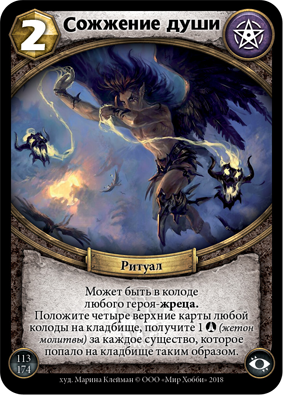 2
Сожжение души
Ритуал
Может быть в колоде
любого героя-жреца.
Положите четыре верхние карты любой
колоды на кладбище, получите 1 (жетон
молитвы) за каждое существо, которое
попало на кладбище таким образом.
113
174
худ. Марина Клейман © ООО «Мир Хобби» 2018